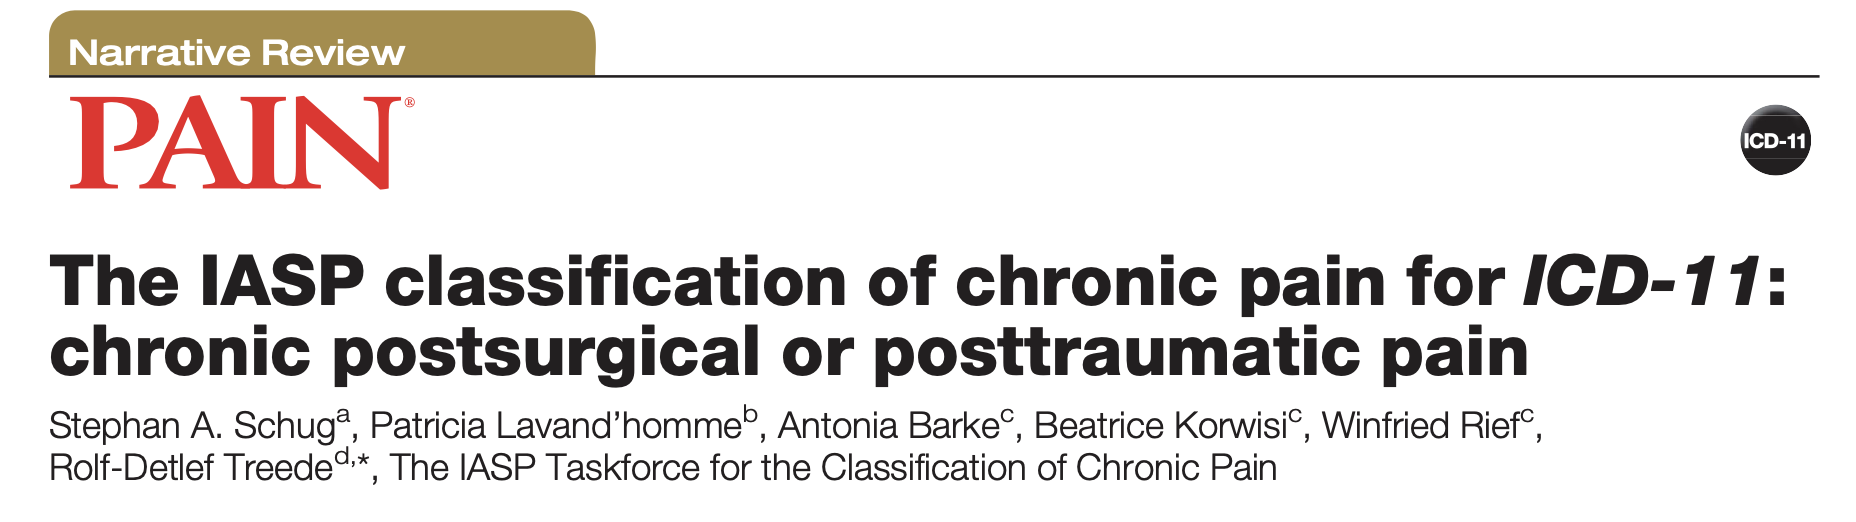 Narrative Review
PAIN®
ICD-11
The IASP classification of chronic pain for ICD-11:
chronic postsurgical or posttraumatic pain
Stephan A. Schugᵃ, Patricia Lavand’hommeᵇ, Antonia Barkeᶜ, Beatrice Korwisiᶜ, Winfried Riefᶜ,
Rolf-Detlef Treedeᵈ,*, The IASP Taskforce for the Classification of Chronic Pain